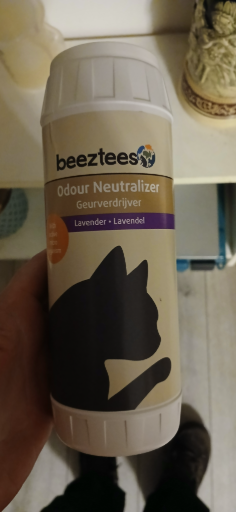 beeztees
Odour Neutralizer
Geurverdrijver
Lavender • Lavendel